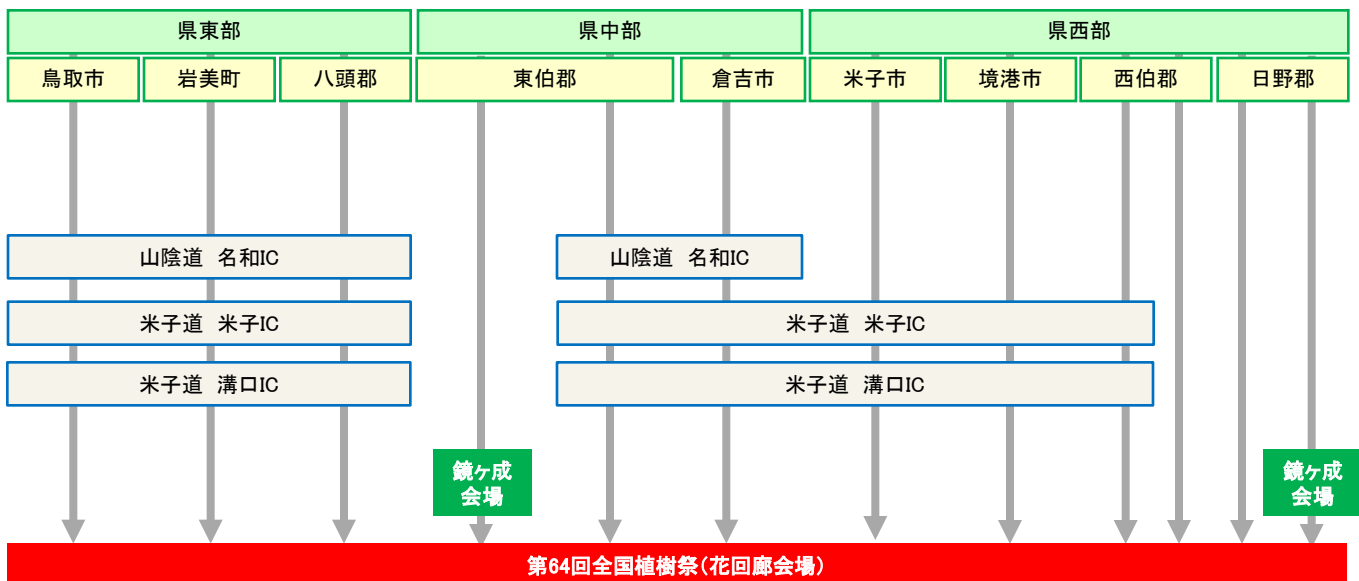 県東部 県中部 県西部
鳥取市 岩美町 八頭郡 東伯郡 倉吉市 米子市 境港市 西伯郡 日野郡
山陰道 名和IC 山陰道 名和IC
米子道 米子IC 米子道 米子IC
米子道 溝口IC 米子道 溝口IC
鏡ヶ成
会場
鏡ヶ成
会場
第64回全国植樹祭(花回廊会場)